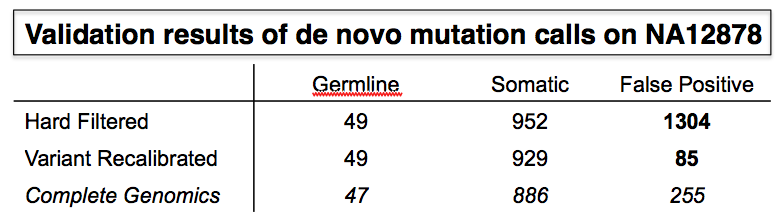 Validation results of de novo mutation calls on NA12878
Germline Somatic False Positive
Hard Filtered 49 952 1304
Variant Recalibrated 49 929 85
Complete Genomics 47 886 255